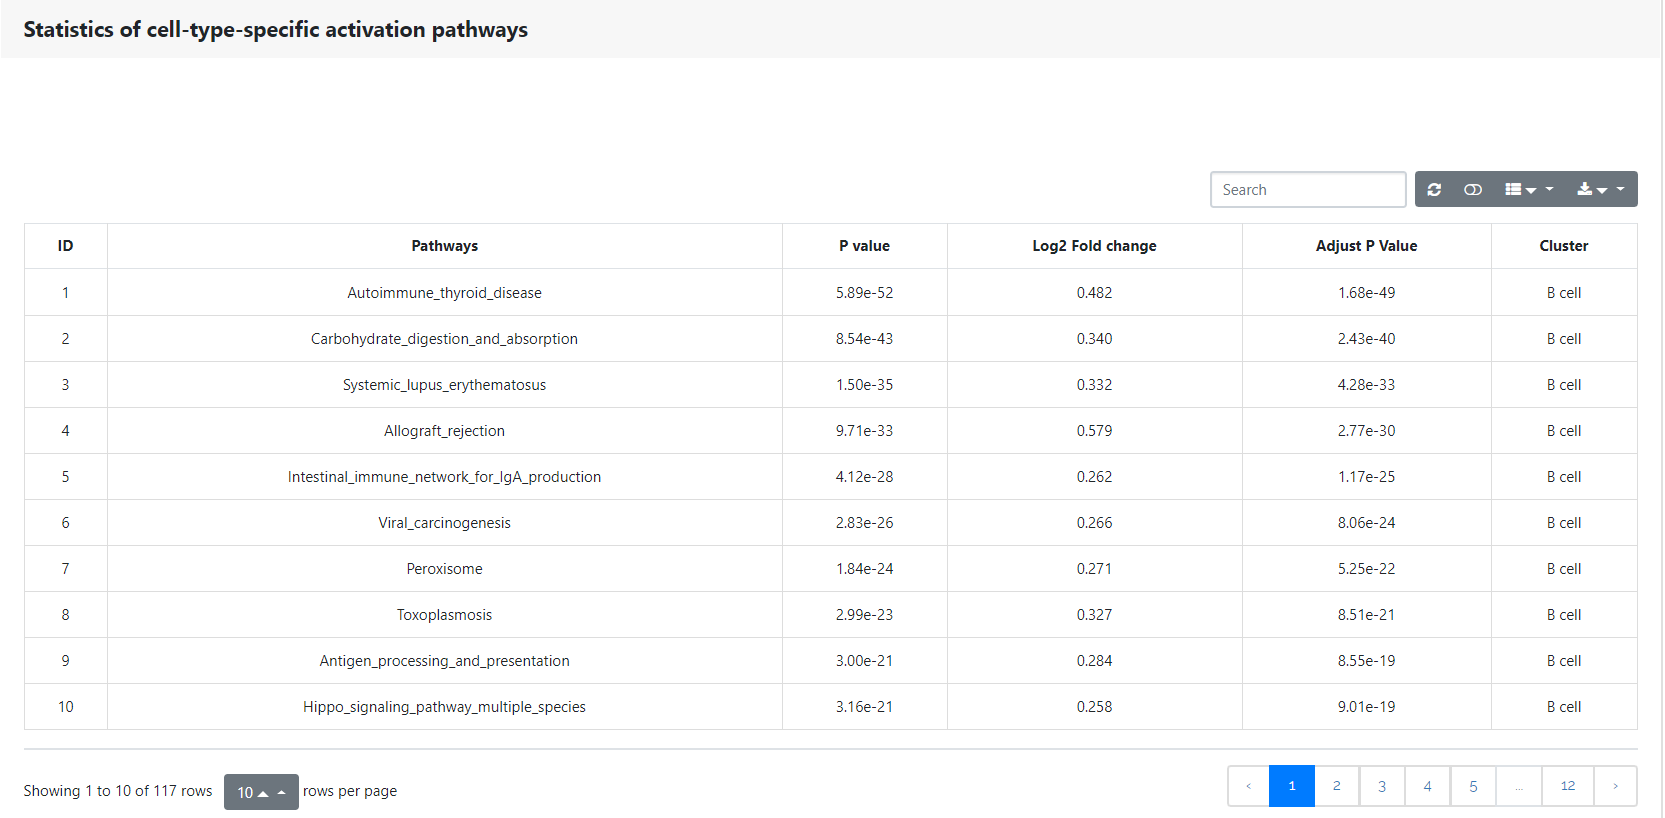 Statistics of cell-type-specific activation pathways
Search
ID Pathways P value Log2 Fold change Adjust P Value Cluster
1 Autoimmune_thyroid_disease 5.89e-52 0.482 1.68e-49 B cell
2 Carbohydrate_digestion_and_absorption 8.54e-43 0.340 2.43e-40 B cell
3 Systemic_lupus_erythematosus 1.50e-35 0.332 4.28e-33 B cell
4 Allograft_rejection 9.71e-33 0.579 2.77e-30 B cell
5 Intestinal_immune_network_for_IgA_production 4.12e-28 0.262 1.17e-25 B cell
6 Viral_carcinogenesis 2.83e-26 0.266 8.06e-24 B cell
7 Peroxisome 1.84e-24 0.271 5.25e-22 B cell
8 Toxoplasmosis 2.99e-23 0.327 8.51e-21 B cell
9 Antigen_processing_and_presentation 3.00e-21 0.284 8.55e-19 B cell
10 Hippo_signaling_pathway_multiple_species 3.16e-21 0.258 9.01e-19 B cell
Showing 1 to 10 of 117 rows 10 rows per page ‹ 1 2 3 4 5 ... 12 ›